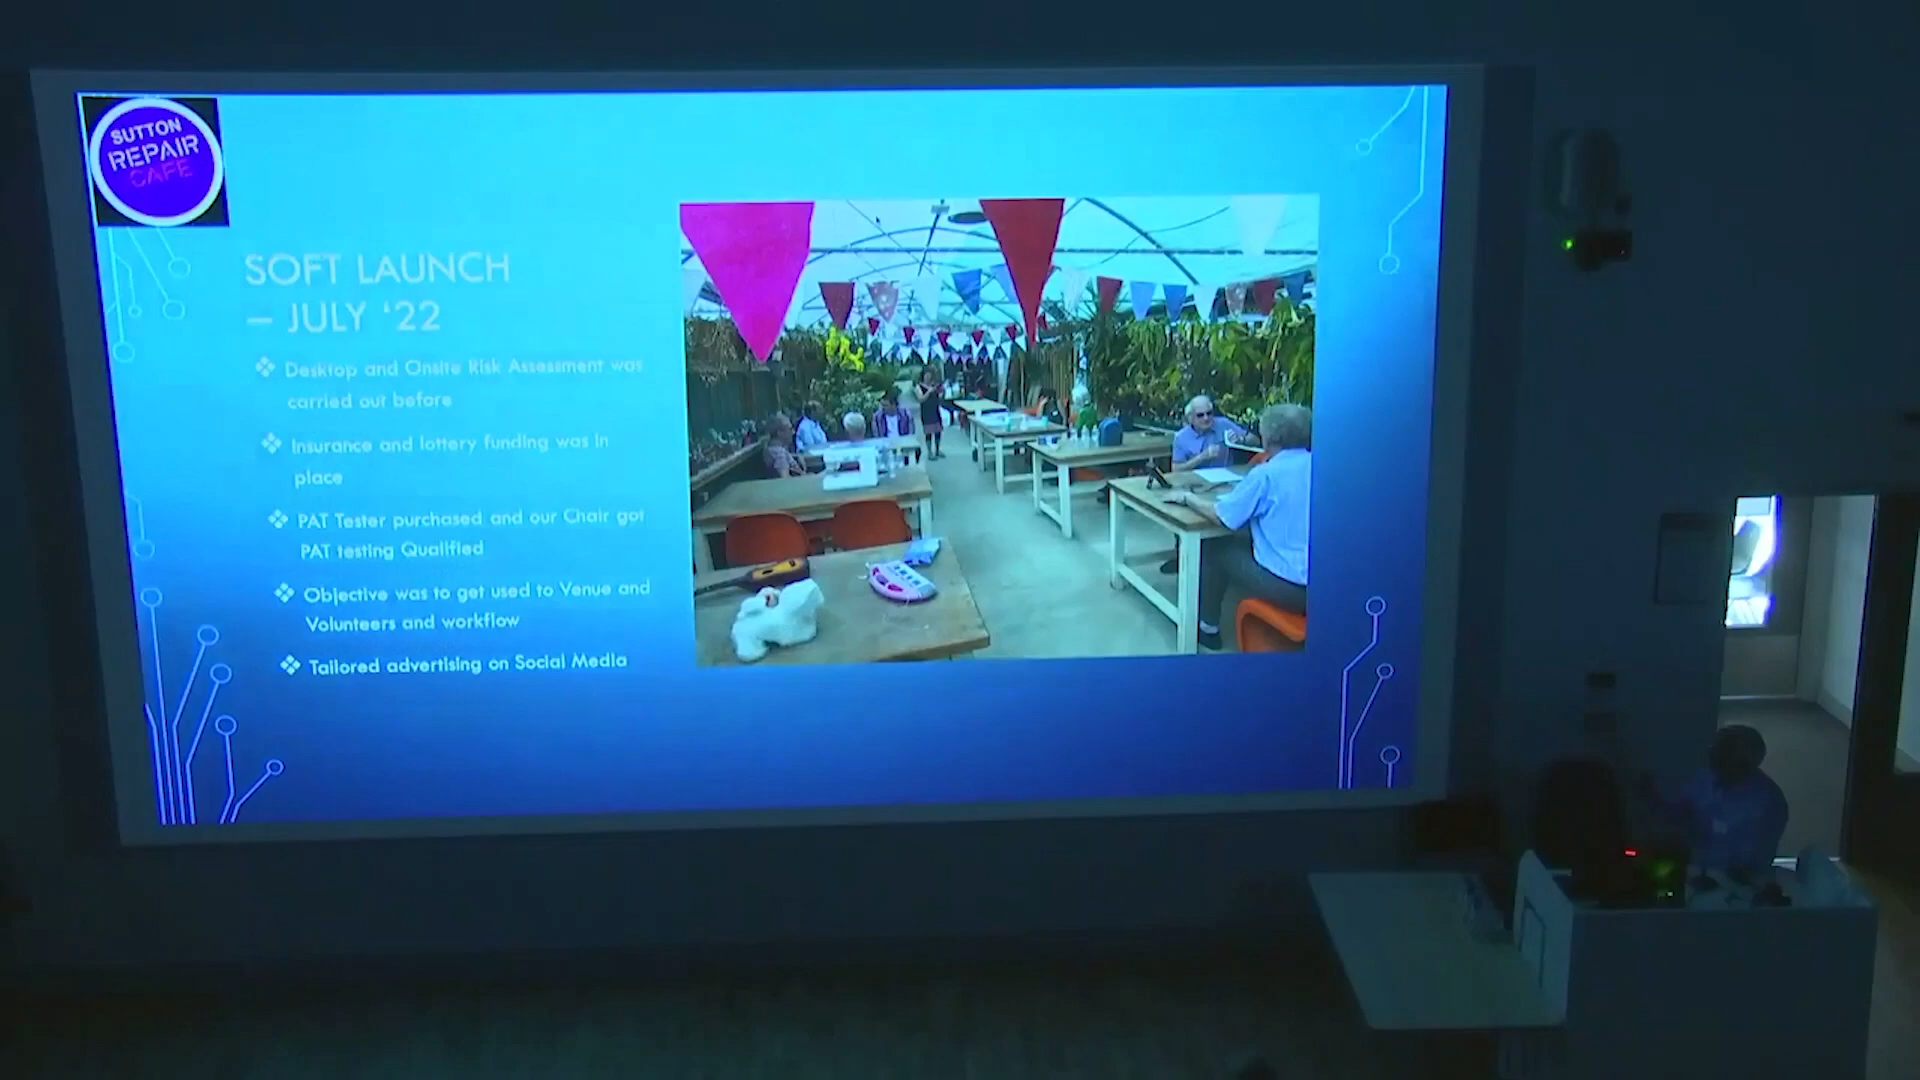 SUTTON
REPAIR
CAFE
SOFT LAUNCH
– JULY ‘22
❖ Desktop and Onsite Risk Assessment was
carried out before
❖ Insurance and lottery funding was in
place
❖ PAT Tester purchased and our Chair got
PAT testing Qualified
❖ Objective was to get used to Venue and
Volunteers and workflow
❖ Tailored advertising on Social Media